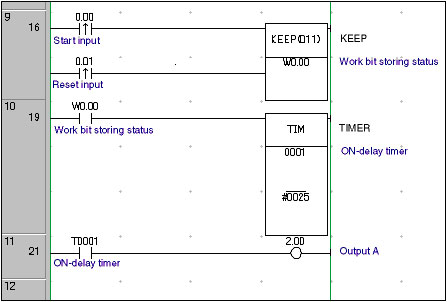 9
16
0.00
Start input
KEEP(011)
KEEP
0.01
Reset input
W0.00
Work bit storing status
10
19
W0.00
Work bit storing status
TIM
TIMER
0001
ON-delay timer
#0025
11
21
T0001
ON-delay timer
2.00
Output A
12